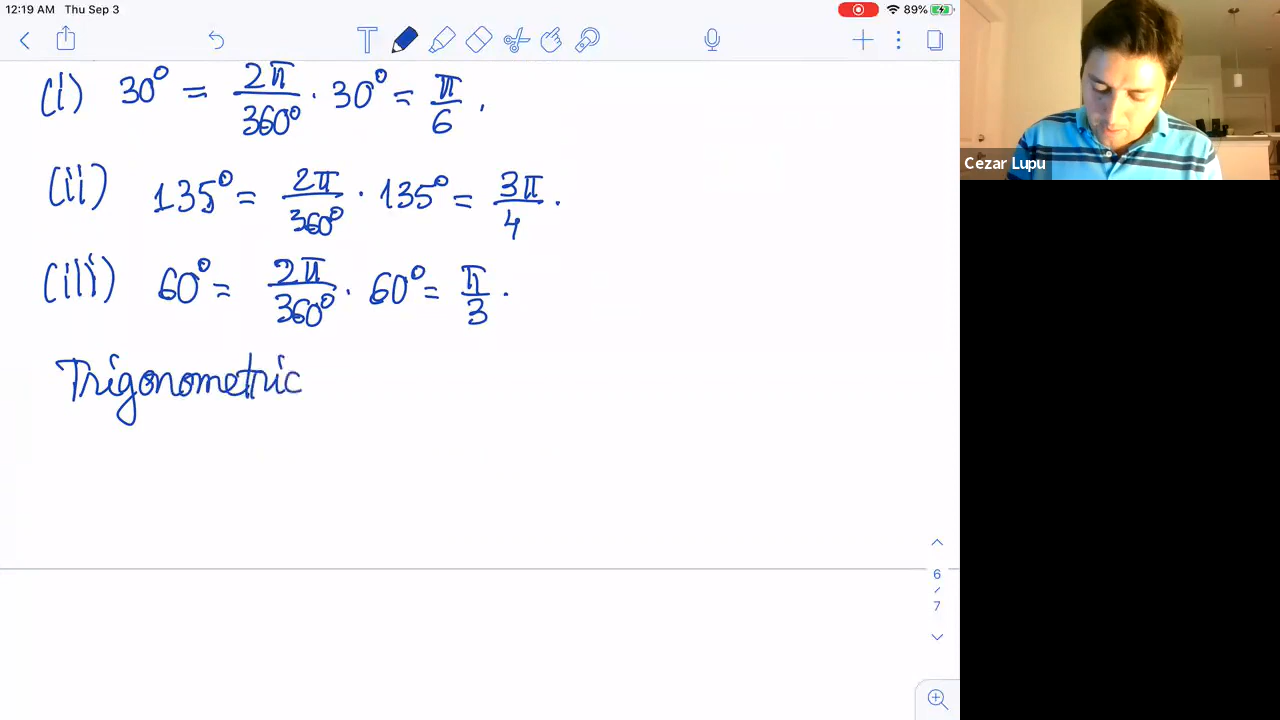 12:19 AM Thu Sep 3
89%
(i) 30° = 2π/360° · 30° = π/6 .
Cezar Lupu
(ii) 135° = 2π/360° · 135° = 3π/4 .
(iii) 60° = 2π/360° · 60° = π/3 .
Trigonometric
6
/
7